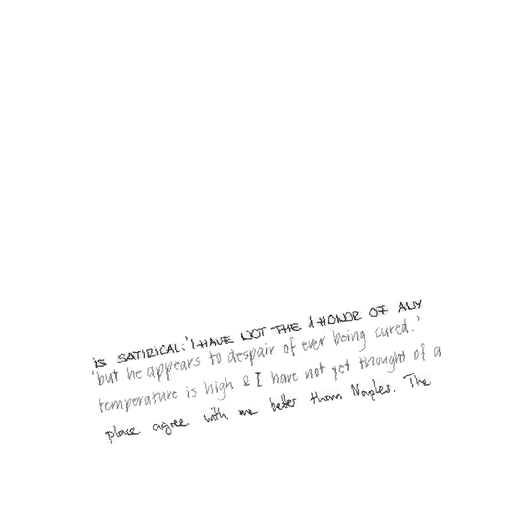 is SATIRICAL: 'I HAVE NOT THE HONOR OF ANY
'but he appears to despair of ever being cured.'
temperature is high & I have not yet thought of a
place agree with me better than Naples. The